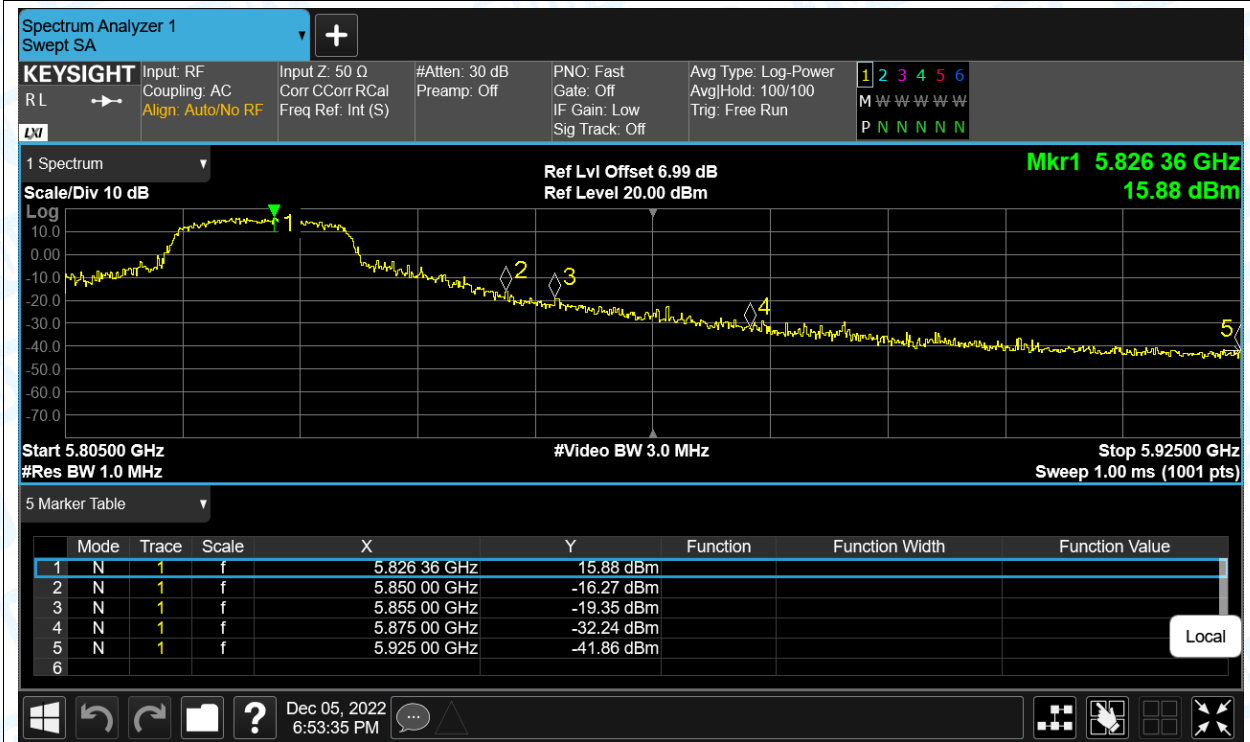 Spectrum Analyzer 1
Swept SA
KEYSIGHT
R L
LXI
Input: RF
Coupling: AC
Align: Auto/No RF
Input Z: 50 Ω
Corr CCorr RCal
Freq Ref: Int (S)
#Atten: 30 dB
Preamp: Off
PNO: Fast
Gate: Off
IF Gain: Low
Sig Track: Off
Avg Type: Log-Power
Avg|Hold: 100/100
Trig: Free Run
1 2 3 4 5 6
M W W W W W
P N N N N N
1 Spectrum
Scale/Div 10 dB
Ref Lvl Offset 6.99 dB
Ref Level 20.00 dBm
Mkr1 5.826 36 GHz
15.88 dBm
Log
10.0
0.00
-10.0
-20.0
-30.0
-40.0
-50.0
-60.0
-70.0
1
2
3
4
5
Start 5.80500 GHz
#Video BW 3.0 MHz
Stop 5.92500 GHz
#Res BW 1.0 MHz
Sweep 1.00 ms (1001 pts)
5 Marker Table
Mode Trace Scale X Y Function Function Width Function Value
1 N 1 f 5.826 36 GHz 15.88 dBm
2 N 1 f 5.850 00 GHz -16.27 dBm
3 N 1 f 5.855 00 GHz -19.35 dBm
4 N 1 f 5.875 00 GHz -32.24 dBm
5 N 1 f 5.925 00 GHz -41.86 dBm
6
Local
?
Dec 05, 2022
6:53:35 PM